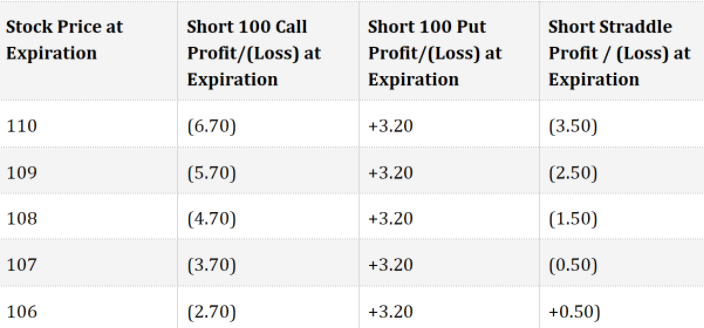 Stock Price at Expiration | Short 100 Call Profit/(Loss) at Expiration | Short 100 Put Profit/(Loss) at Expiration | Short Straddle Profit / (Loss) at Expiration
110 | (6.70) | +3.20 | (3.50)
109 | (5.70) | +3.20 | (2.50)
108 | (4.70) | +3.20 | (1.50)
107 | (3.70) | +3.20 | (0.50)
106 | (2.70) | +3.20 | +0.50)